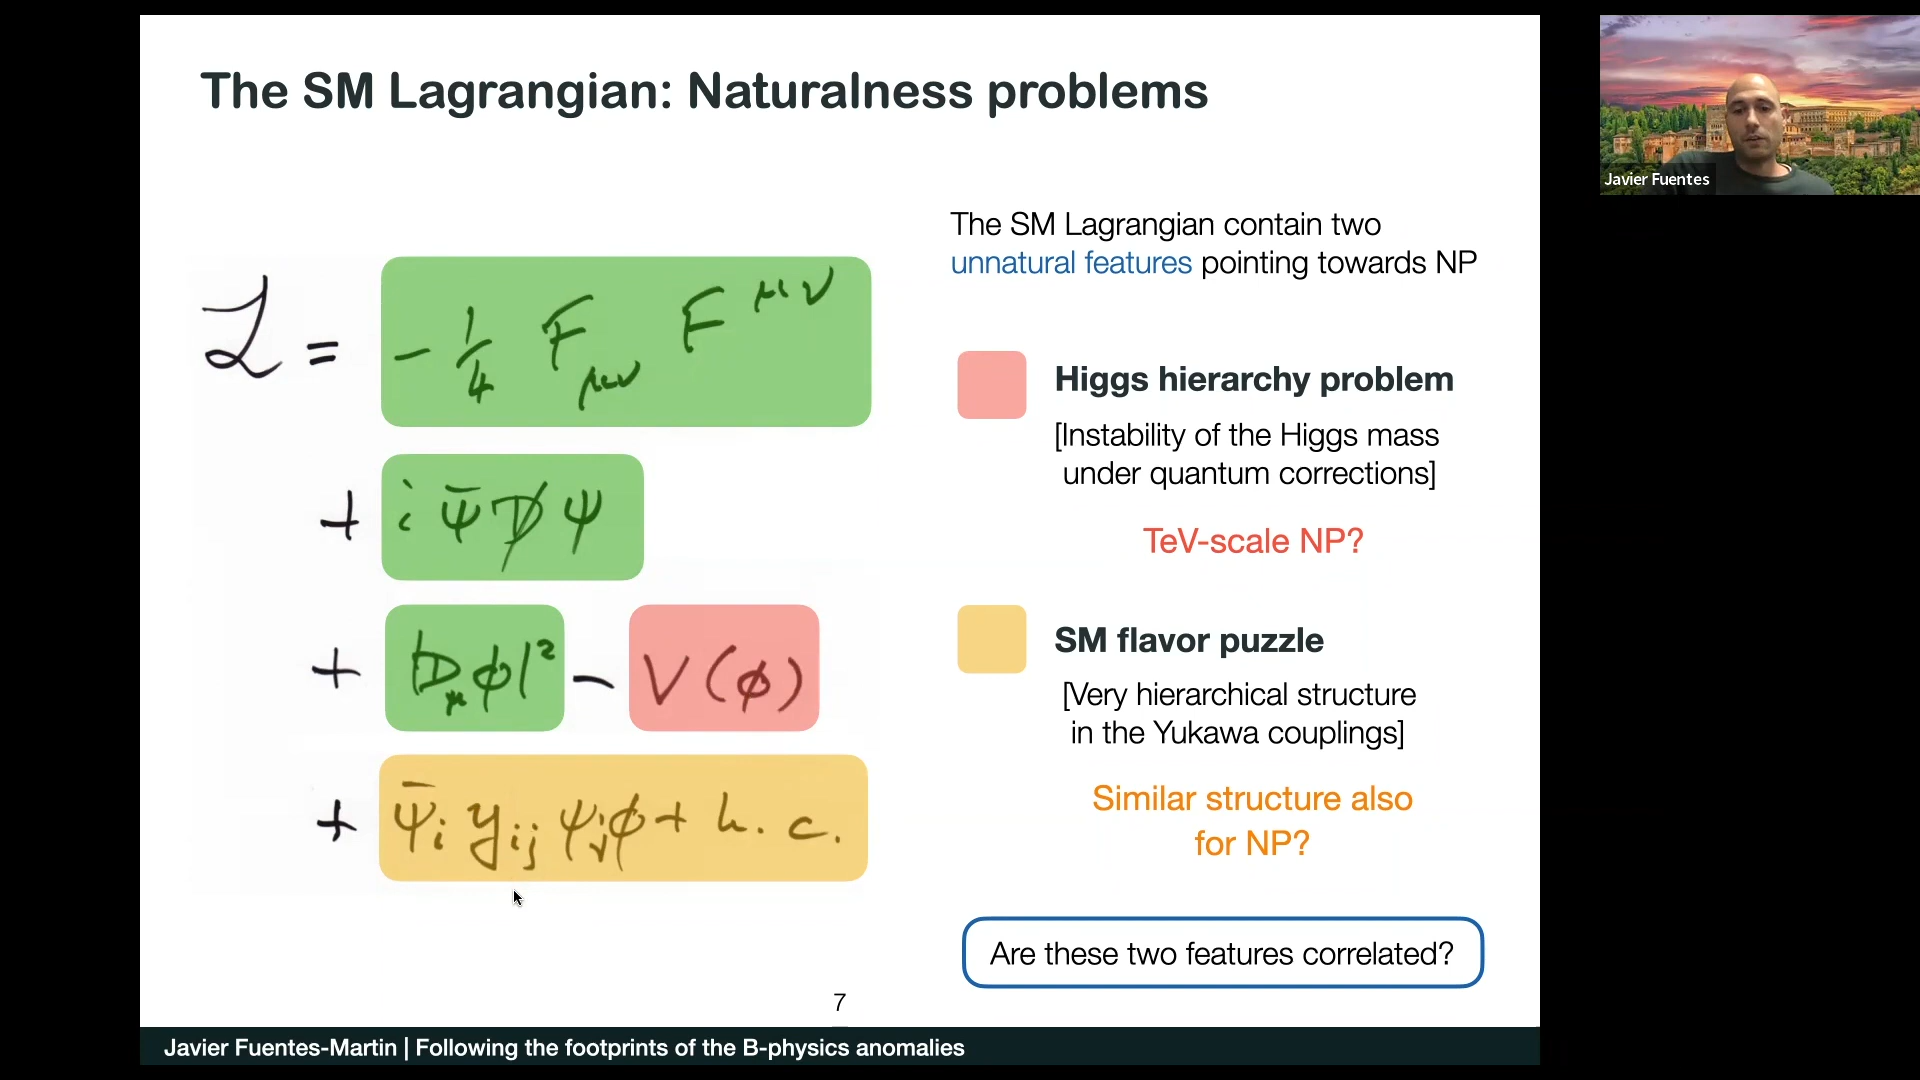 The SM Lagrangian: Naturalness problems
ℒ = - 1/4 F_μν F^μν
+ i ψ̄ D̸ ψ
+ |D_μ φ|² - V(φ)
+ ψ̄_i y_ij ψ_j φ + h.c.
The SM Lagrangian contain two
unnatural features pointing towards NP
Higgs hierarchy problem
[Instability of the Higgs mass
under quantum corrections]
TeV-scale NP?
SM flavor puzzle
[Very hierarchical structure
in the Yukawa couplings]
Similar structure also
for NP?
Are these two features correlated?
7
Javier Fuentes-Martin | Following the footprints of the B-physics anomalies
Javier Fuentes